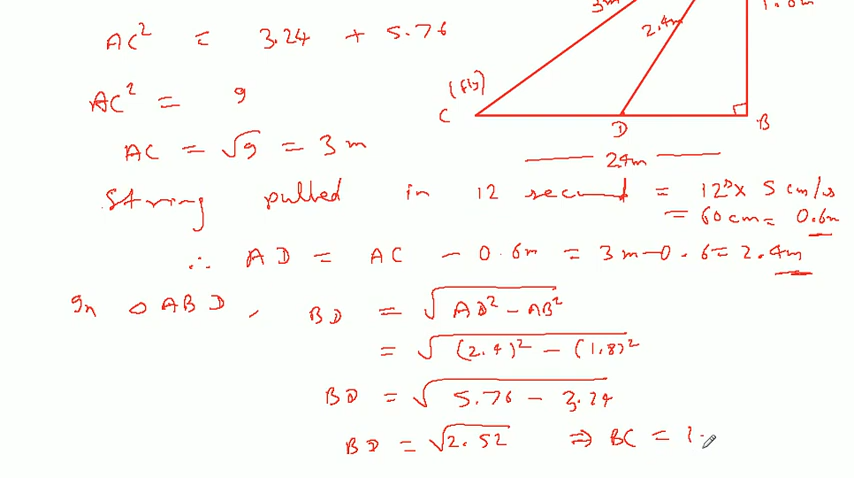 AC² = 3.24 + 5.76
AC² = 9
AC = √9 = 3 m
3m
2.4m
1.8m
(Fly)
C
D
B
24m
String pulled in 12 second = 12 × 5 cm/s
= 60 cm = 0.6m
∴ AD = AC - 0.6m = 3m - 0.6 = 2.4m
In △ ABD, BD = √AD² - AB²
= √(2.4)² - (1.8)²
BD = √5.76 - 3.24
BD = √2.52 ⇒ BC = 1.